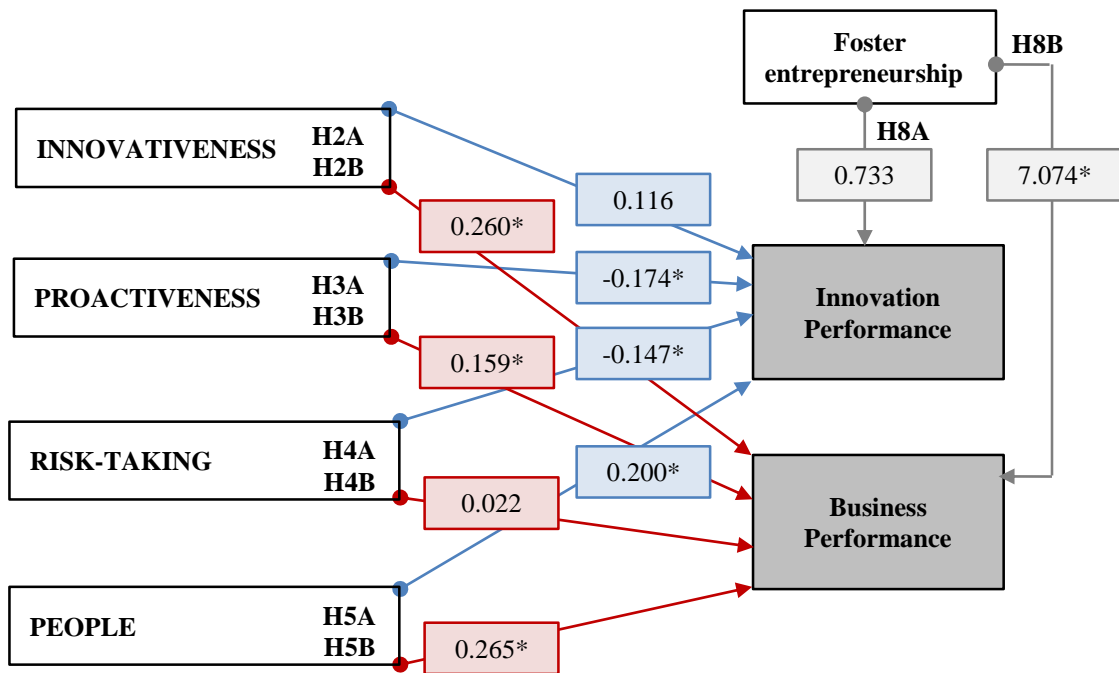 Foster
entrepreneurship
H8B
H8A
0.733
7.074*
INNOVATIVENESS
H2A
H2B
0.116
0.260*
PROACTIVENESS
H3A
H3B
-0.174*
Innovation
Performance
0.159*
-0.147*
RISK-TAKING
H4A
H4B
0.200*
0.022
Business
Performance
PEOPLE
H5A
H5B
0.265*